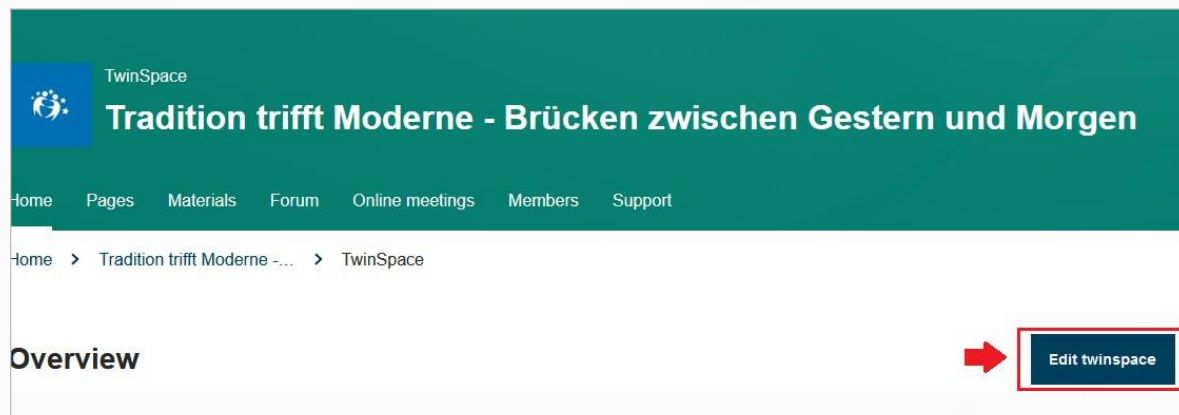 TwinSpace
Tradition trifft Moderne - Brücken zwischen Gestern und Morgen
Home Pages Materials Forum Online meetings Members Support
Home > Tradition trifft Moderne -... > TwinSpace
Overview
Edit twinspace